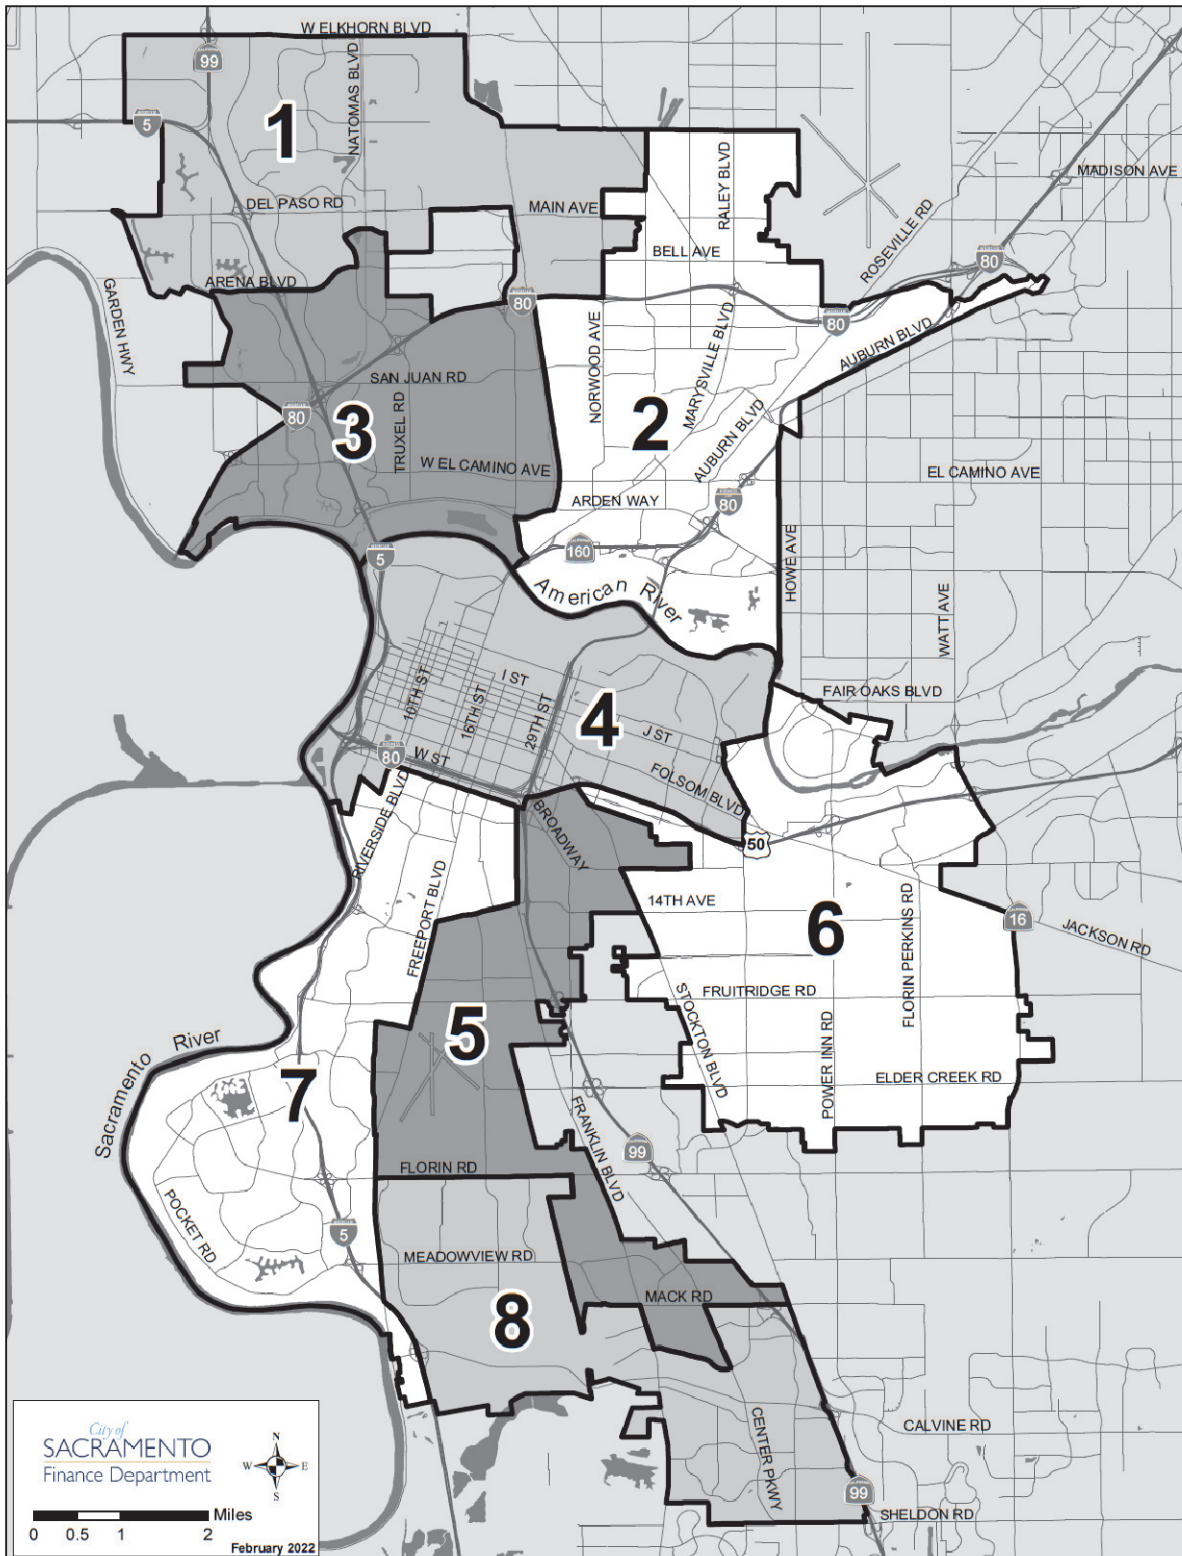 W ELKHORN BLVD
99
NATOMAS BLVD
5
1
RALEY BLVD
MADISON AVE
DEL PASO RD
MAIN AVE
ROSEVILLE RD
BELL AVE
80
ARENA BLVD
GARDEN HWY
80
80
NORWOOD AVE
MARYSVILLE BLVD
AUBURN BLVD
SAN JUAN RD
80
3
TRUXEL RD
2
AUBURN BLVD
W EL CAMINO AVE
EL CAMINO AVE
ARDEN WAY
80
160
5
HOWE AVE
American River
WATT AVE
I ST
10TH ST
16TH ST
29TH ST
4
J ST
FAIR OAKS BLVD
80
W ST
FOLSOM BLVD
RIVERSIDE BLVD
BROADWAY
50
FREEPORT BLVD
14TH AVE
6
FLORIN PERKINS RD
16
JACKSON RD
FRUITRIDGE RD
STOCKTON BLVD
5
Sacramento River
7
POWER INN RD
ELDER CREEK RD
FRANKLIN BLVD
99
FLORIN RD
POCKET RD
5
MEADOWVIEW RD
MACK RD
8
CENTER PKWY
CALVINE RD
99
SHELDON RD
City of
SACRAMENTO
Finance Department
N
W E
S
Miles
0 0.5 1 2
February 2022